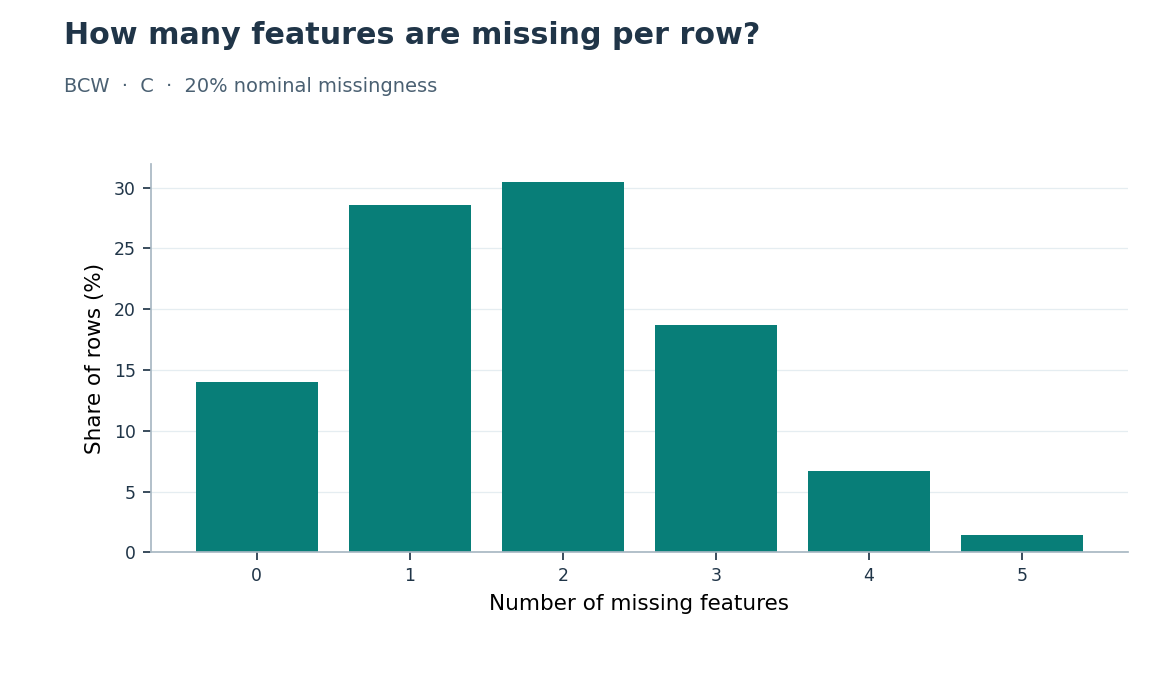 How many features are missing per row?
BCW · C · 20% nominal missingness
30
25
20
15
10
5
0
Share of rows (%)
0 1 2 3 4 5
Number of missing features